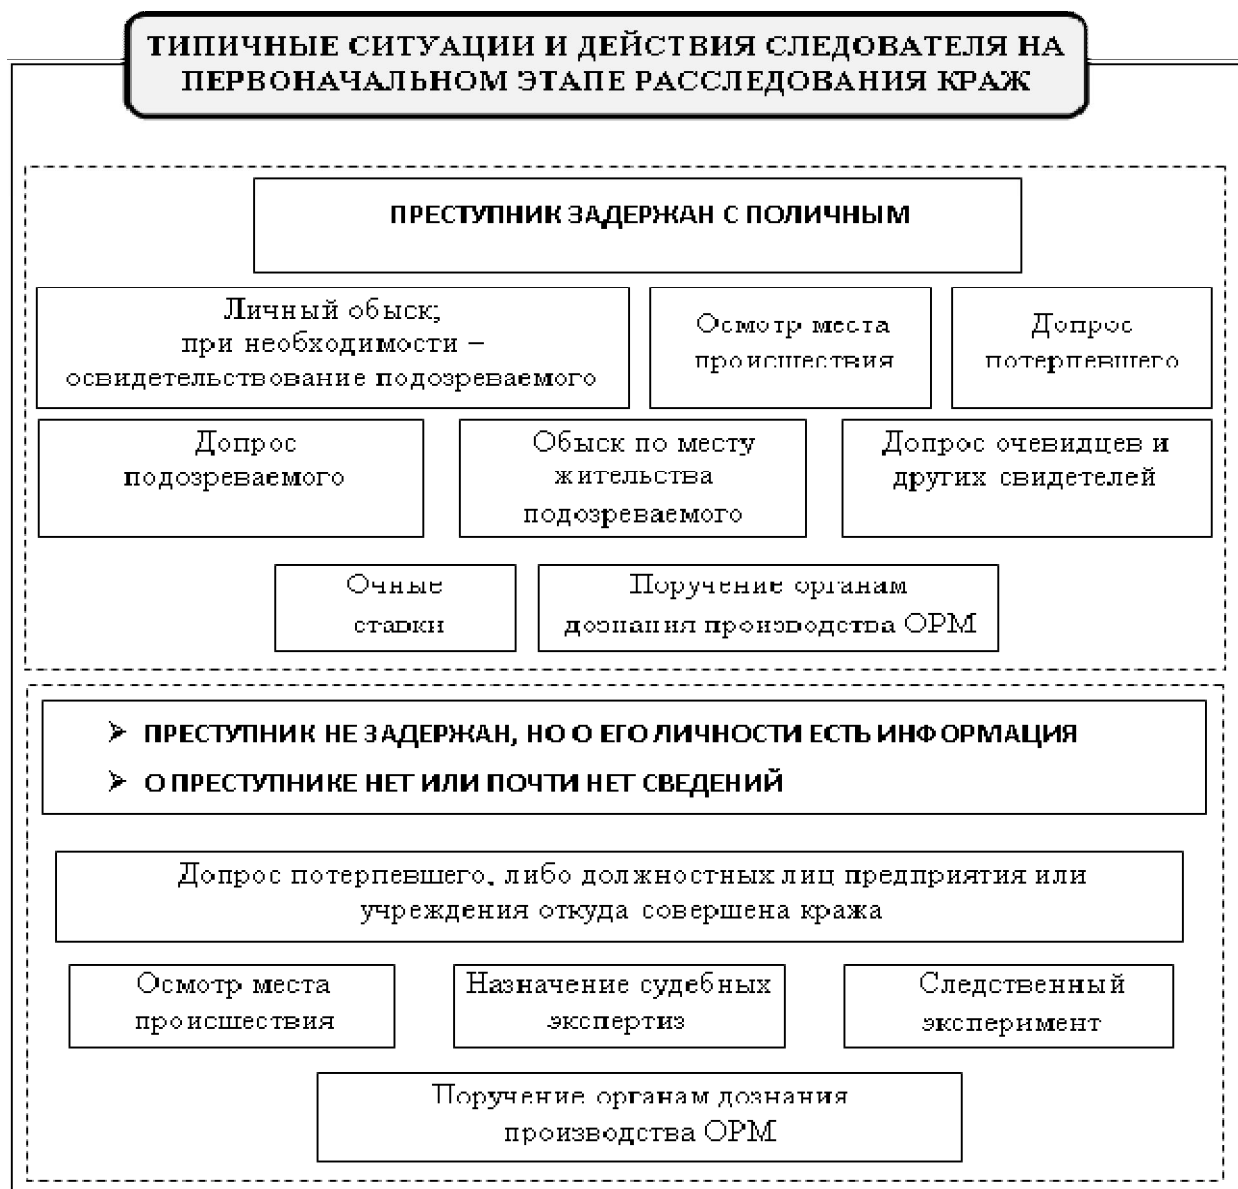 ТИПИЧНЫЕ СИТУАЦИИ И ДЕЙСТВИЯ СЛЕДОВАТЕЛЯ НА
ПЕРВОНАЧАЛЬНОМ ЭТАПЕ РАССЛЕДОВАНИЯ КРАЖ
ПРЕСТУПНИК ЗАДЕРЖАН С ПОЛИЧНЫМ
Личный обыск;
при необходимости –
освидетельствование подозреваемого
Осмотр места
происшествия
Допрос
потерпевшего
Допрос
подозреваемого
Обыск по месту
жительства
подозреваемого
Допрос очевидцев и
других свидетелей
Очные
ставки
Поручение органам
дознания производства ОРМ
➢ ПРЕСТУПНИК НЕ ЗАДЕРЖАН, НО О ЕГО ЛИЧНОСТИ ЕСТЬ ИНФОРМАЦИЯ
➢ О ПРЕСТУПНИКЕ НЕТ ИЛИ ПОЧТИ НЕТ СВЕДЕНИЙ
Допрос потерпевшего, либо должностных лиц предприятия или
учреждения откуда совершена кража
Осмотр места
происшествия
Назначение судебных
экспертиз
Следственный
эксперимент
Поручение органам дознания
производства ОРМ